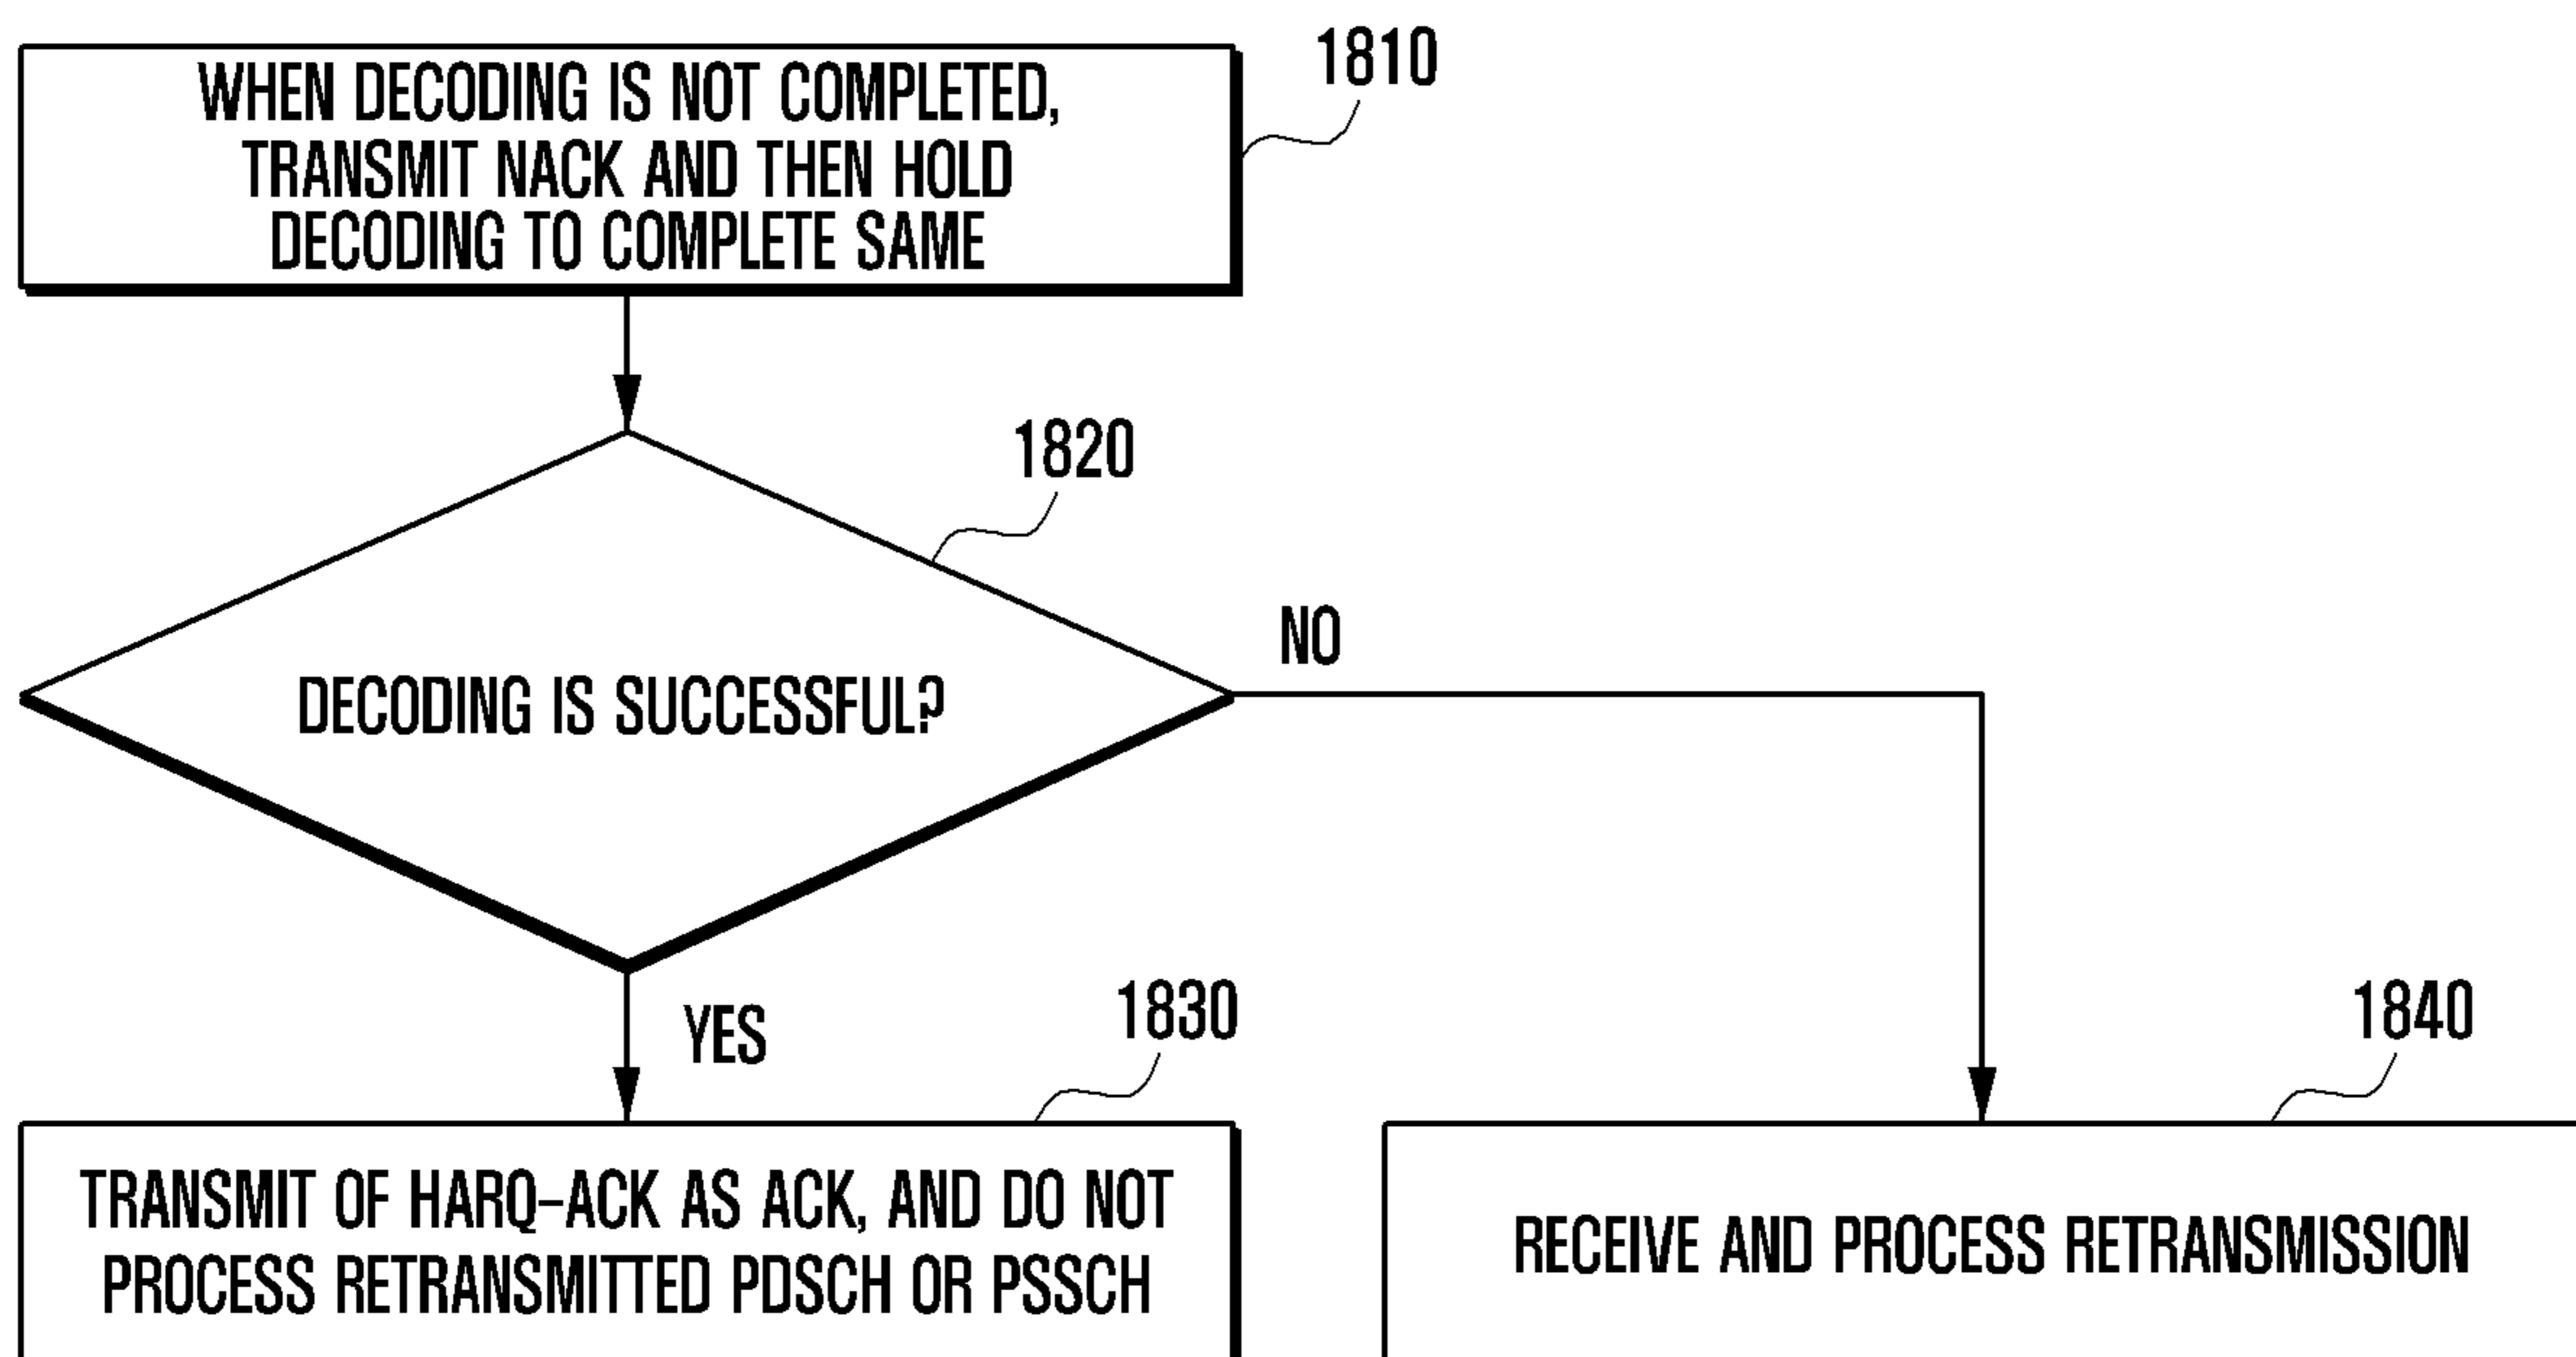 1810
WHEN DECODING IS NOT COMPLETED,
TRANSMIT NACK AND THEN HOLD
DECODING TO COMPLETE SAME
1820
DECODING IS SUCCESSFUL?
NO
YES
1830
TRANSMIT OF HARQ-ACK AS ACK, AND DO NOT
PROCESS RETRANSMITTED PDSCH OR PSSCH
1840
RECEIVE AND PROCESS RETRANSMISSION